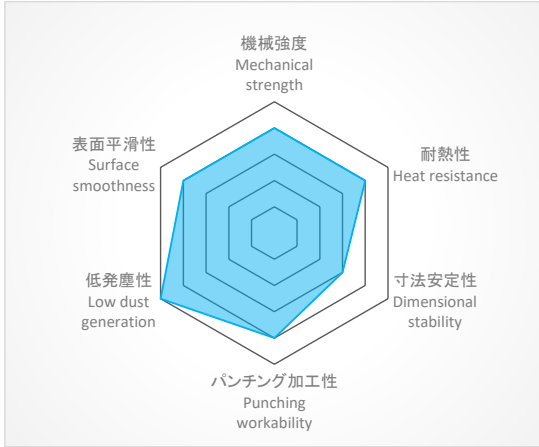 機械強度
Mechanical
strength
耐熱性
Heat resistance
寸法安定性
Dimensional
stability
パンチング加工性
Punching
workability
低発塵性
Low dust
generation
表面平滑性
Surface
smoothness